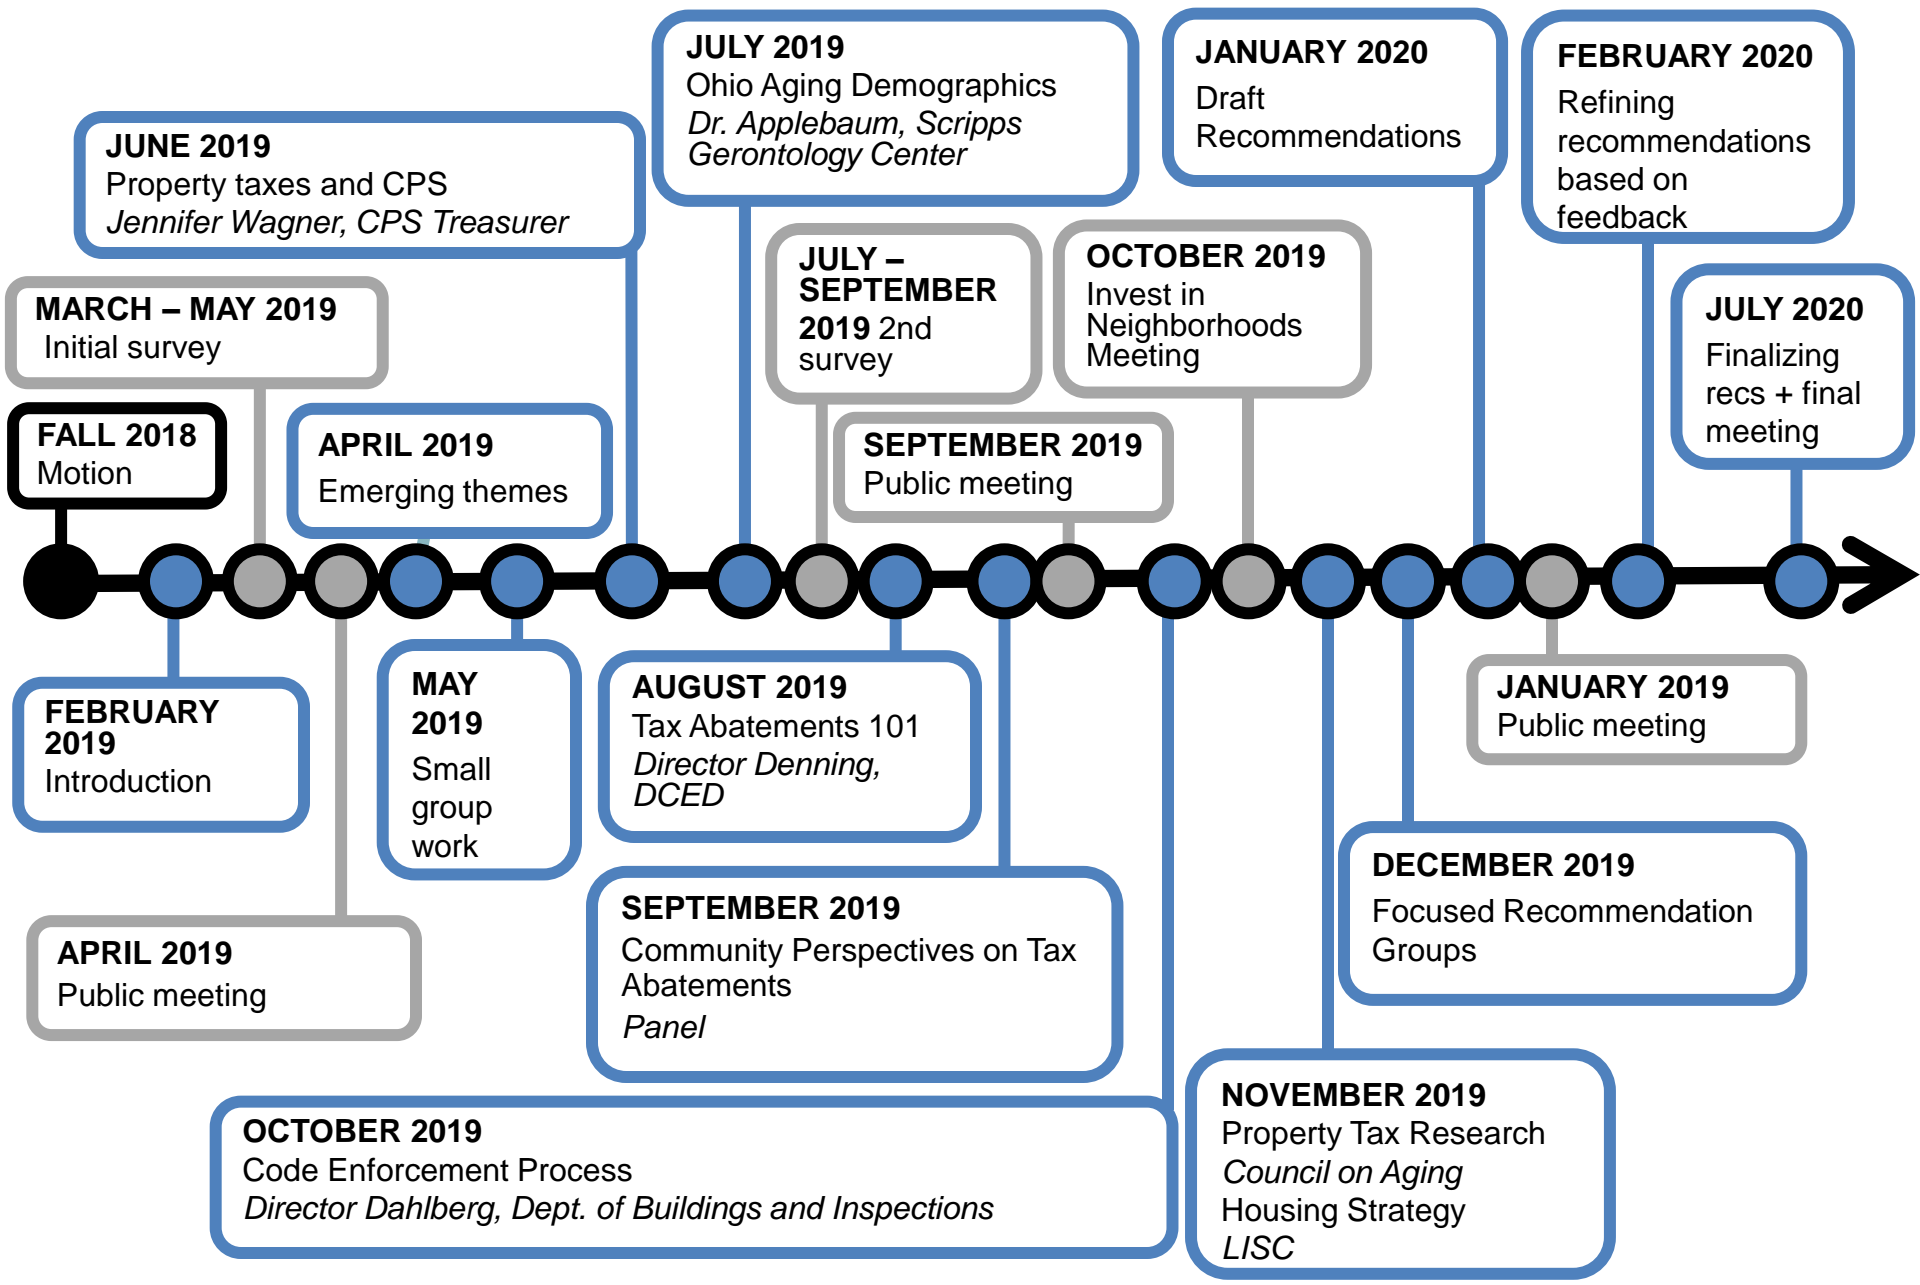 FALL 2018
Motion
FEBRUARY
2019
Introduction
MARCH – MAY 2019
Initial survey
APRIL 2019
Public meeting
APRIL 2019
Emerging themes
MAY
2019
Small
group
work
JUNE 2019
Property taxes and CPS
Jennifer Wagner, CPS Treasurer
JULY 2019
Ohio Aging Demographics
Dr. Applebaum, Scripps
Gerontology Center
JULY –
SEPTEMBER
2019 2nd
survey
AUGUST 2019
Tax Abatements 101
Director Denning,
DCED
SEPTEMBER 2019
Community Perspectives on Tax
Abatements
Panel
SEPTEMBER 2019
Public meeting
OCTOBER 2019
Code Enforcement Process
Director Dahlberg, Dept. of Buildings and Inspections
OCTOBER 2019
Invest in
Neighborhoods
Meeting
NOVEMBER 2019
Property Tax Research
Council on Aging
Housing Strategy
LISC
DECEMBER 2019
Focused Recommendation
Groups
JANUARY 2020
Draft
Recommendations
JANUARY 2019
Public meeting
FEBRUARY 2020
Refining
recommendations
based on
feedback
JULY 2020
Finalizing
recs + final
meeting